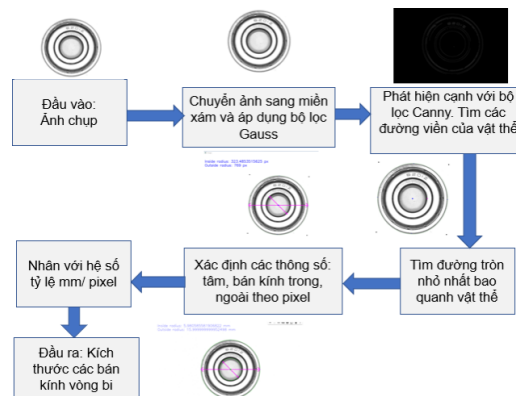 Đầu vào:
Ảnh chụp
Chuyển ảnh sang miền
xám và áp dụng bộ lọc
Gauss
Phát hiện cạnh với bộ
lọc Canny. Tìm các
đường viền của vật thể
Tìm đường tròn
nhỏ nhất bao
quanh vật thể
Xác định các thông số:
tâm, bán kính trong,
ngoài theo pixel
Nhân với hệ số
tỷ lệ mm/ pixel
Đầu ra: Kích
thước các bán
kính vòng bi